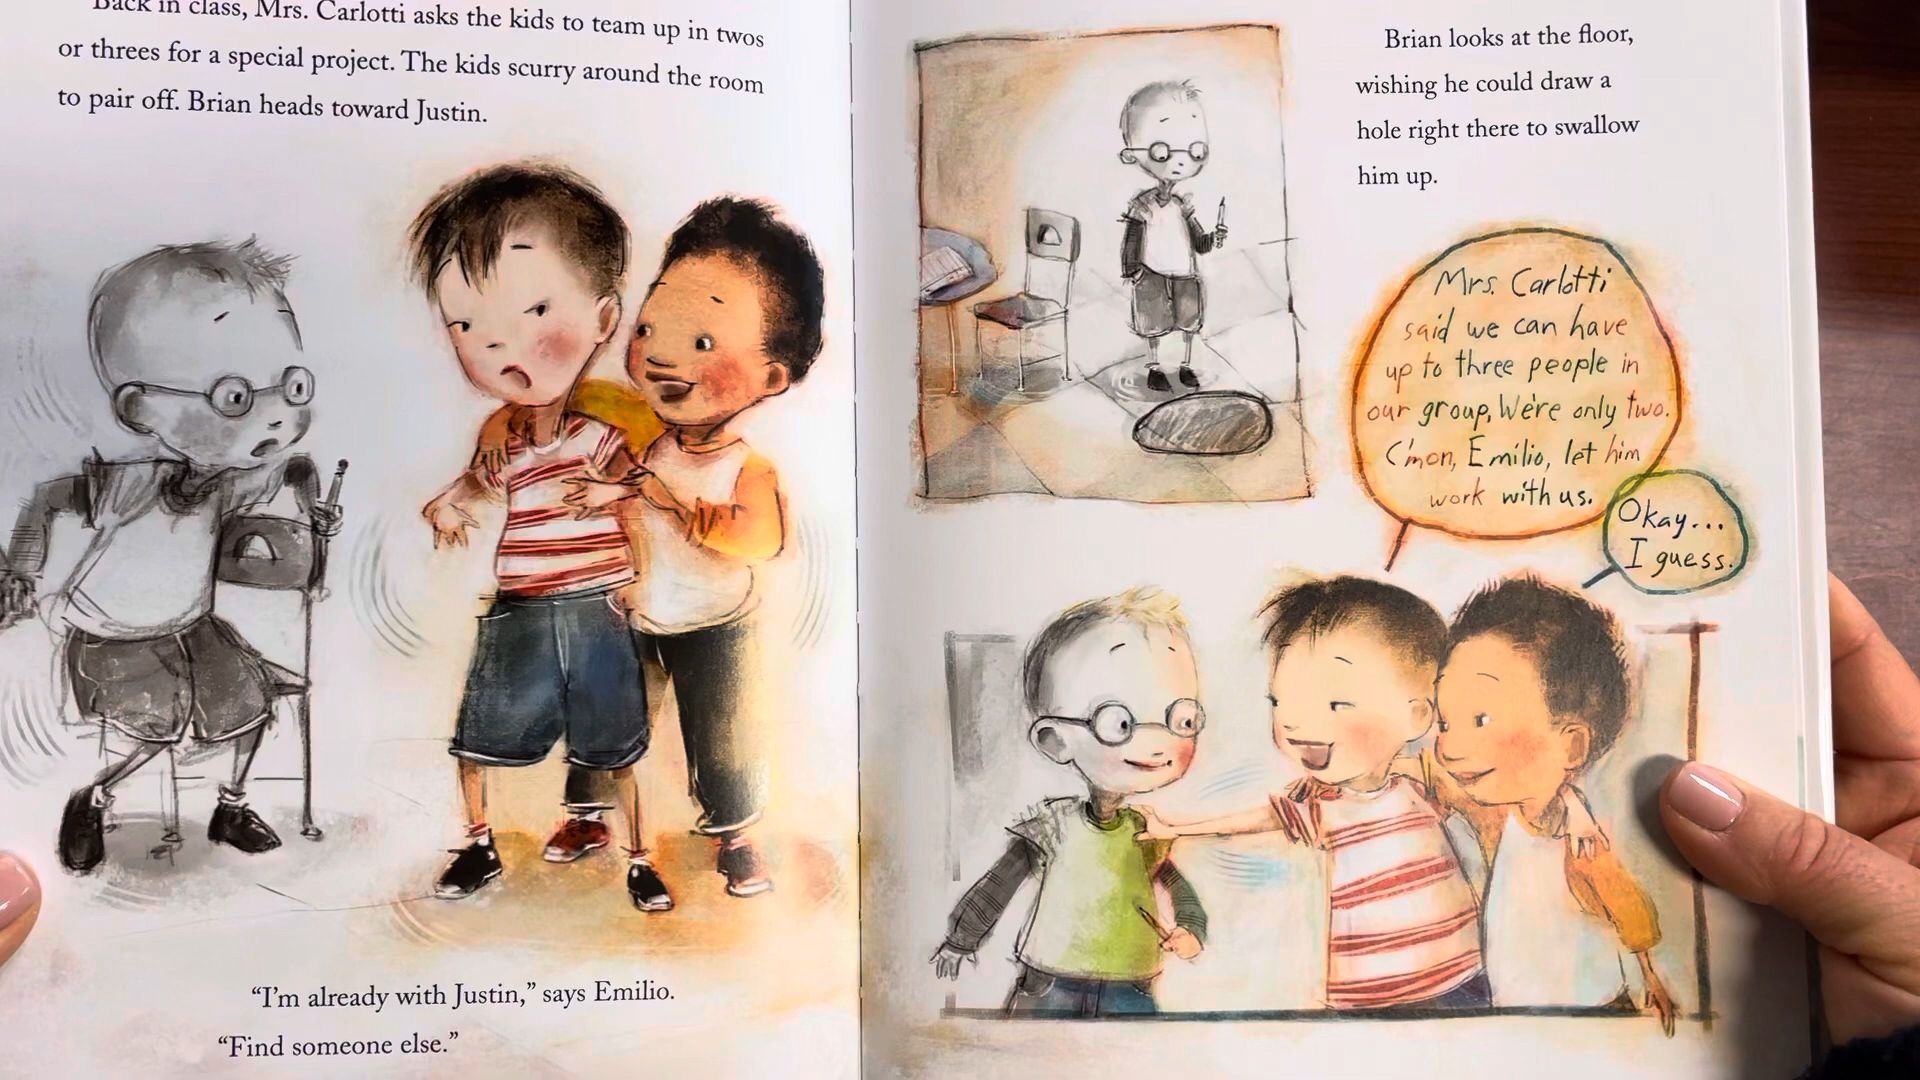 Back in class, Mrs. Carlotti asks the kids to team up in twos
or threes for a special project. The kids scurry around the room
to pair off. Brian heads toward Justin.
“I’m already with Justin,” says Emilio.
“Find someone else.”
Brian looks at the floor,
wishing he could draw a
hole right there to swallow
him up.
Mrs. Carlotti
said we can have
up to three people in
our group, We're only two.
C'mon, Emilio, let him
work with us.
Okay...
I guess.